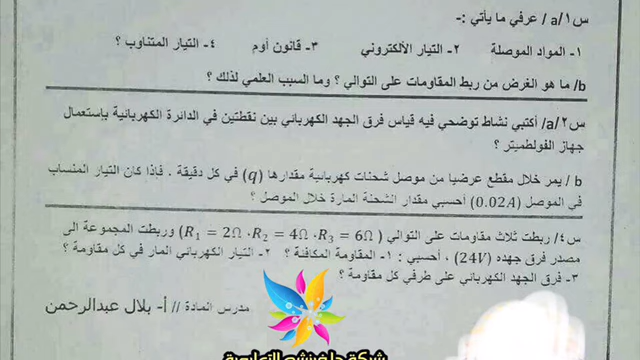 س١/a/ عرفي ما يأتي :-
١- المواد الموصلة ٢- التيار الألكتروني ٣- قانون أوم ٤- التيار المتناوب ؟
b/ ما هو الغرض من ربط المقاومات على التوالي ؟ وما السبب العلمي لذلك ؟
س٢/a/ أكتبي نشاط توضحي فيه قياس فرق الجهد الكهربائي بين نقطتين في الدائرة الكهربائية بإستعمال
جهاز الفولطميتر ؟
b / يمر خلال مقطع عرضيا من موصل شحنات كهربائية مقدارها (q) في كل دقيقة . فإذا كان التيار المنساب
في الموصل (0.02A) أحسبي مقدار الشحنة المارة خلال الموصل ؟
س٤/ ربطت ثلاث مقاومات على التوالي (R₁ = 2Ω ،R₂ = 4Ω ،R₃ = 6Ω) وربطت المجموعة الى
مصدر فرق جهده (24V) ، أحسبي : ١- المقاومة المكافئة ؟ ٢- التيار الكهربائي المار في كل مقاومة ؟
٣- فرق الجهد الكهربائي على طرفي كل مقاومة ؟
مدرس المادة // أ- بلال عبدالرحمن